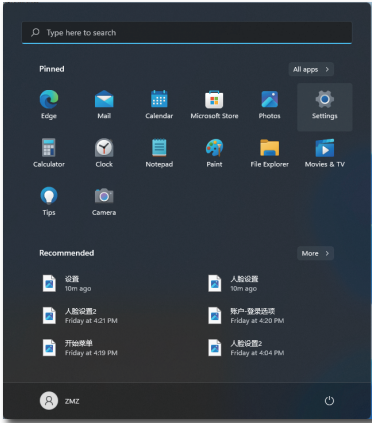 Type here to search
Pinned
All apps >
Edge
Mail
Calendar
Microsoft Store
Photos
Settings
Calculator
Clock
Notepad
Paint
File Explorer
Movies & TV
Tips
Camera
Recommended
More >
设置
10m ago
人脸设置
10m ago
人脸设置2
Friday at 4:21 PM
账户-登录选项
Friday at 4:20 PM
开始菜单
Friday at 4:19 PM
人脸设置2
Friday at 4:04 PM
ZMZ